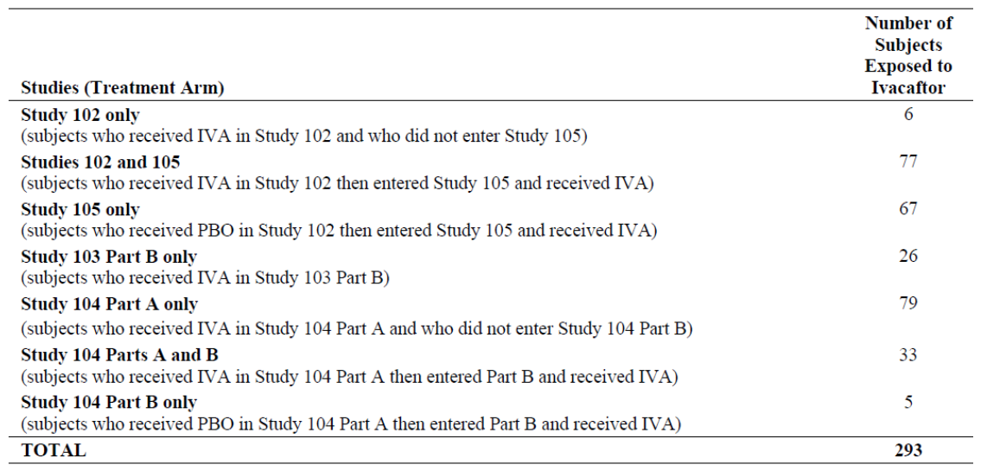 Number of
Subjects
Exposed to
Studies (Treatment Arm) Ivacaftor
Study 102 only 6
(subjects who received IVA in Study 102 and who did not enter Study 105)
Studies 102 and 105 77
(subjects who received IVA in Study 102 then entered Study 105 and received IVA)
Study 105 only 67
(subjects who received PBO in Study 102 then entered Study 105 and received IVA)
Study 103 Part B only 26
(subjects who received IVA in Study 103 Part B)
Study 104 Part A only 79
(subjects who received IVA in Study 104 Part A and who did not enter Study 104 Part B)
Study 104 Parts A and B 33
(subjects who received IVA in Study 104 Part A then entered Part B and received IVA)
Study 104 Part B only 5
(subjects who received PBO in Study 104 Part A then entered Part B and received IVA)
TOTAL 293